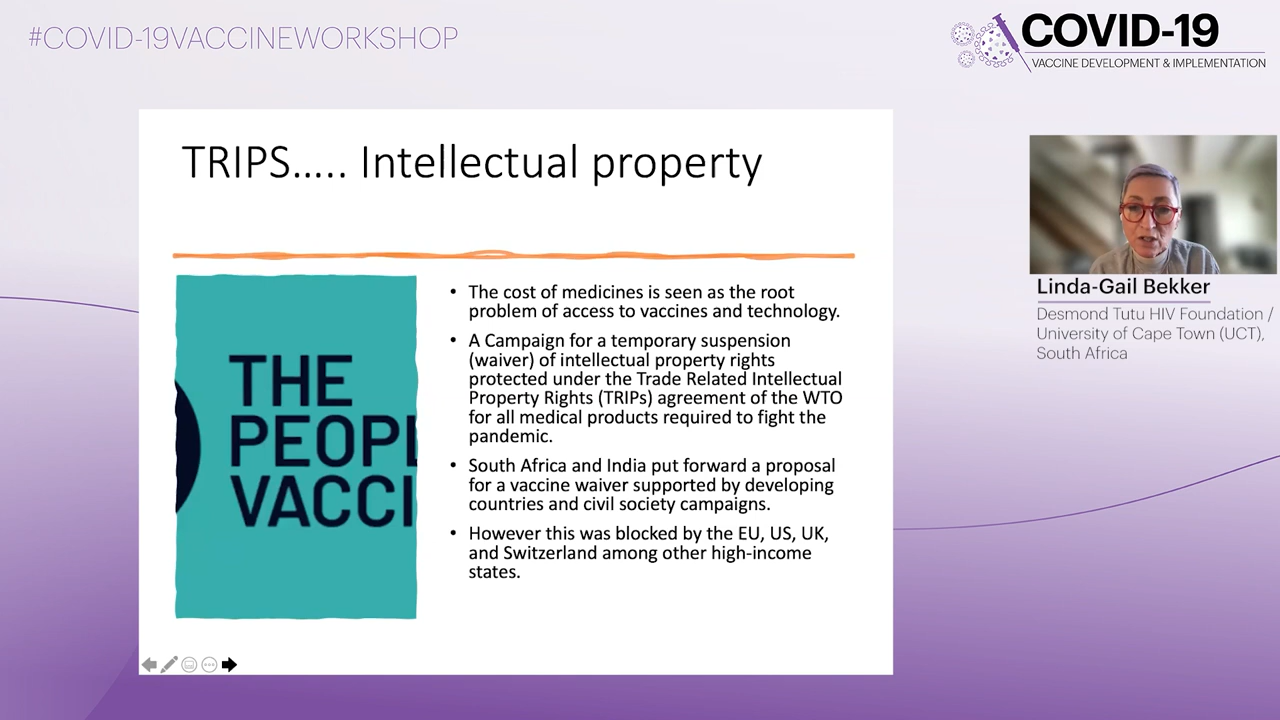 #COVID-19VACCINEWORKSHOP
COVID-19
VACCINE DEVELOPMENT & IMPLEMENTATION
TRIPS..... Intellectual property
THE
PEOPL
VACCI
• The cost of medicines is seen as the root
problem of access to vaccines and technology.
• A Campaign for a temporary suspension
(waiver) of intellectual property rights
protected under the Trade Related Intellectual
Property Rights (TRIPs) agreement of the WTO
for all medical products required to fight the
pandemic.
• South Africa and India put forward a proposal
for a vaccine waiver supported by developing
countries and civil society campaigns.
• However this was blocked by the EU, US, UK,
and Switzerland among other high-income
states.
Linda-Gail Bekker
Desmond Tutu HIV Foundation /
University of Cape Town (UCT),
South Africa